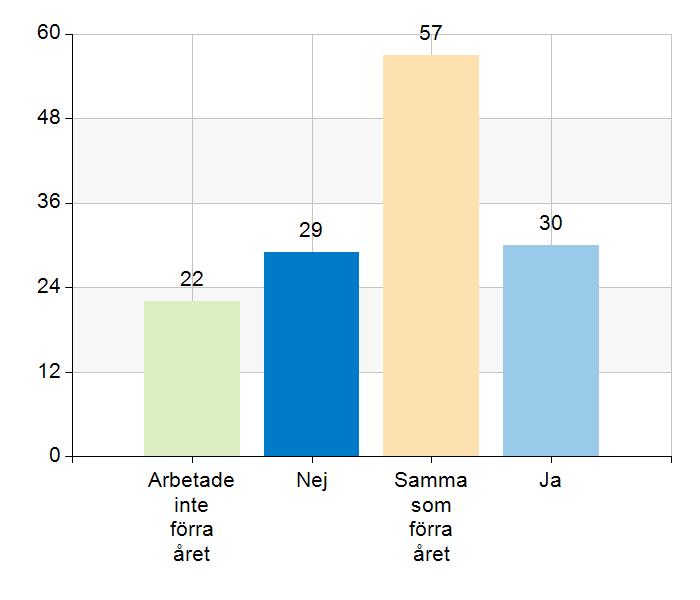 60
48
36
24
12
0
22
29
57
30
Arbetade
inte
förra
året
Nej
Samma
som
förra
året
Ja